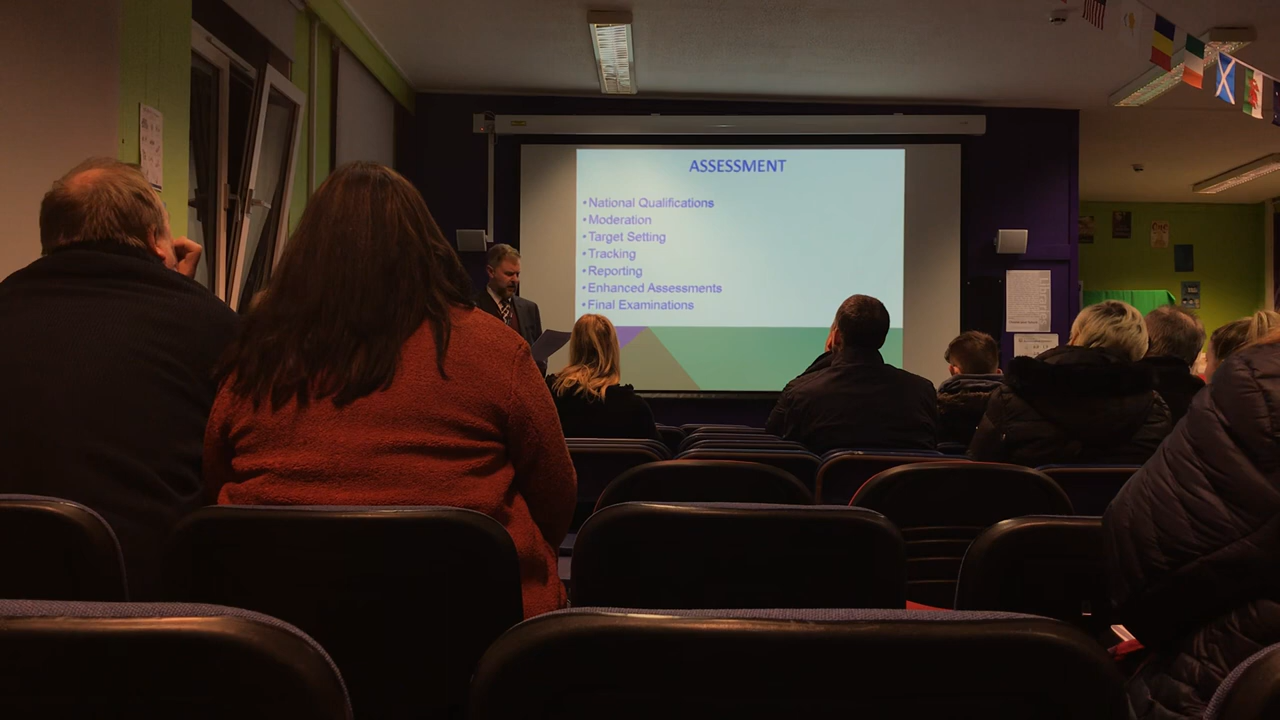 ASSESSMENT
• National Qualifications
• Moderation
• Target Setting
• Tracking
• Reporting
• Enhanced Assessments
• Final Examinations